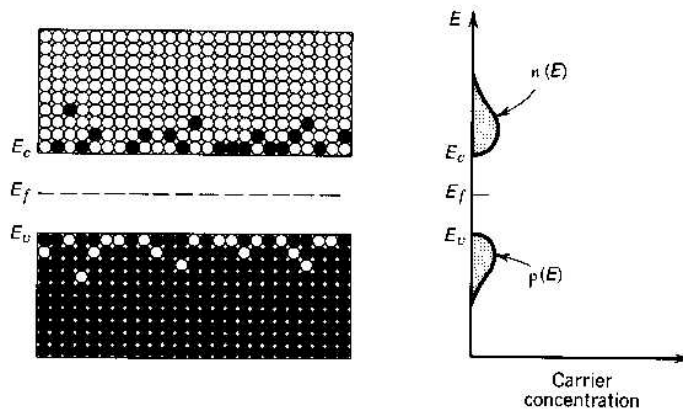 E_c
E_f
E_v
E
n(E)
E_c
E_f
E_v
p(E)
Carrier
concentration